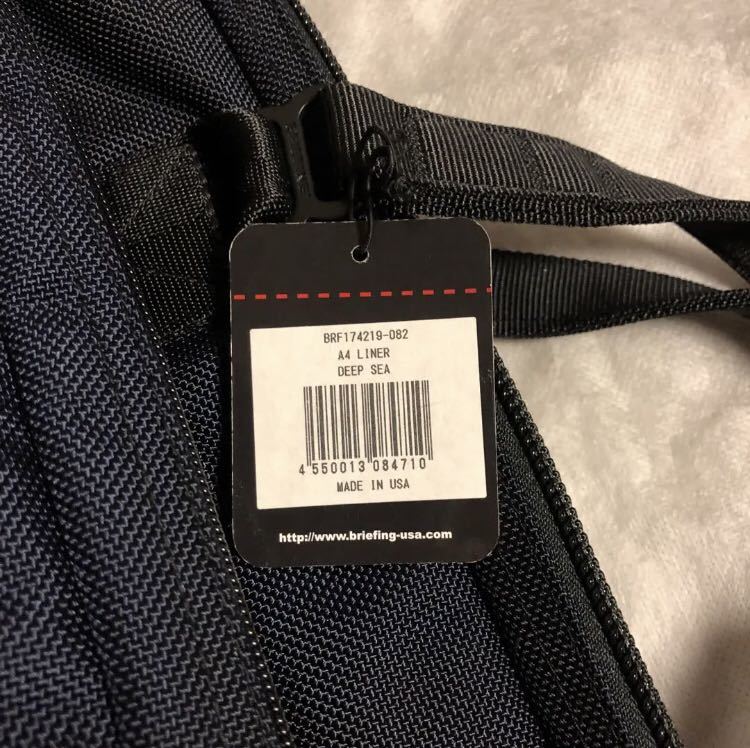 BRF174219-082
A4 LINER
DEEP SEA
4 550013 084710
MADE IN USA
http://www.briefing-usa.com